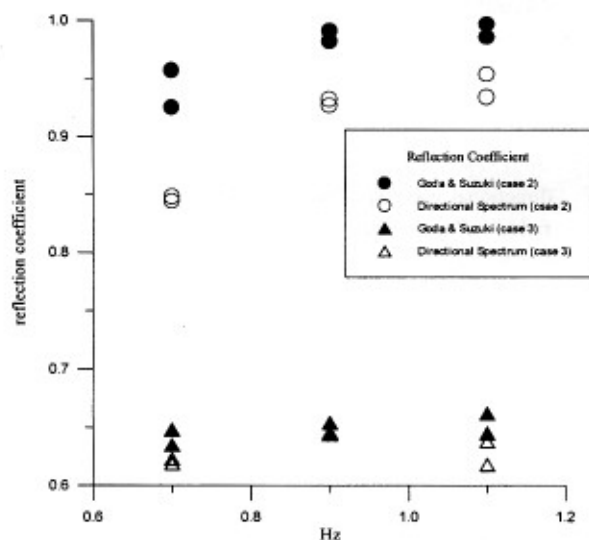 1.0
0.9
0.8
0.7
0.6
reflection coefficient
Reflection Coefficient
Goda & Suzuki (case 2)
Directional Spectrum (case 2)
Goda & Suzuki (case 3)
Directional Spectrum (case 3)
0.6
0.8
1.0
1.2
Hz